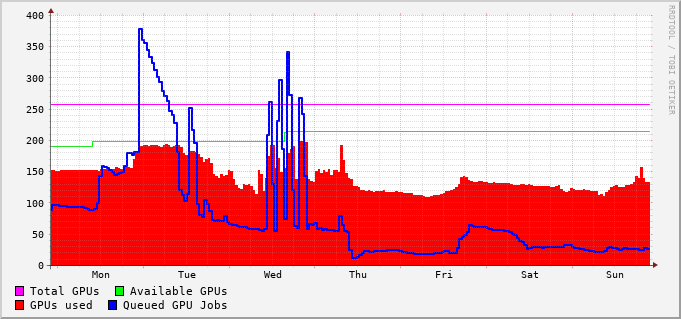 400
350
300
250
200
150
100
50
0
Mon Tue Wed Thu Fri Sat Sun
RRDTOOL / TOBI OETIKER
Total GPUs Available GPUs
GPUs used Queued GPU Jobs